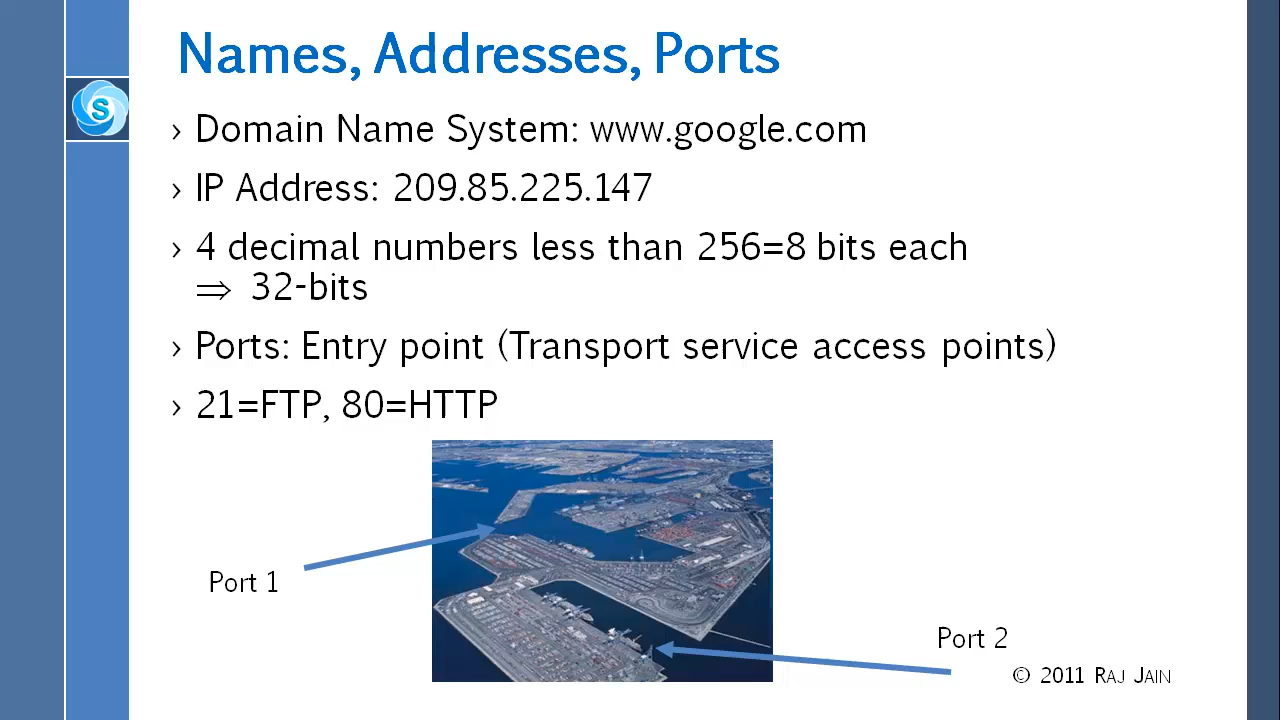 Names, Addresses, Ports
S
› Domain Name System: www.google.com
› IP Address: 209.85.225.147
› 4 decimal numbers less than 256=8 bits each
⇒ 32-bits
› Ports: Entry point (Transport service access points)
› 21=FTP, 80=HTTP
Port 1
Port 2
© 2011 RAJ JAIN